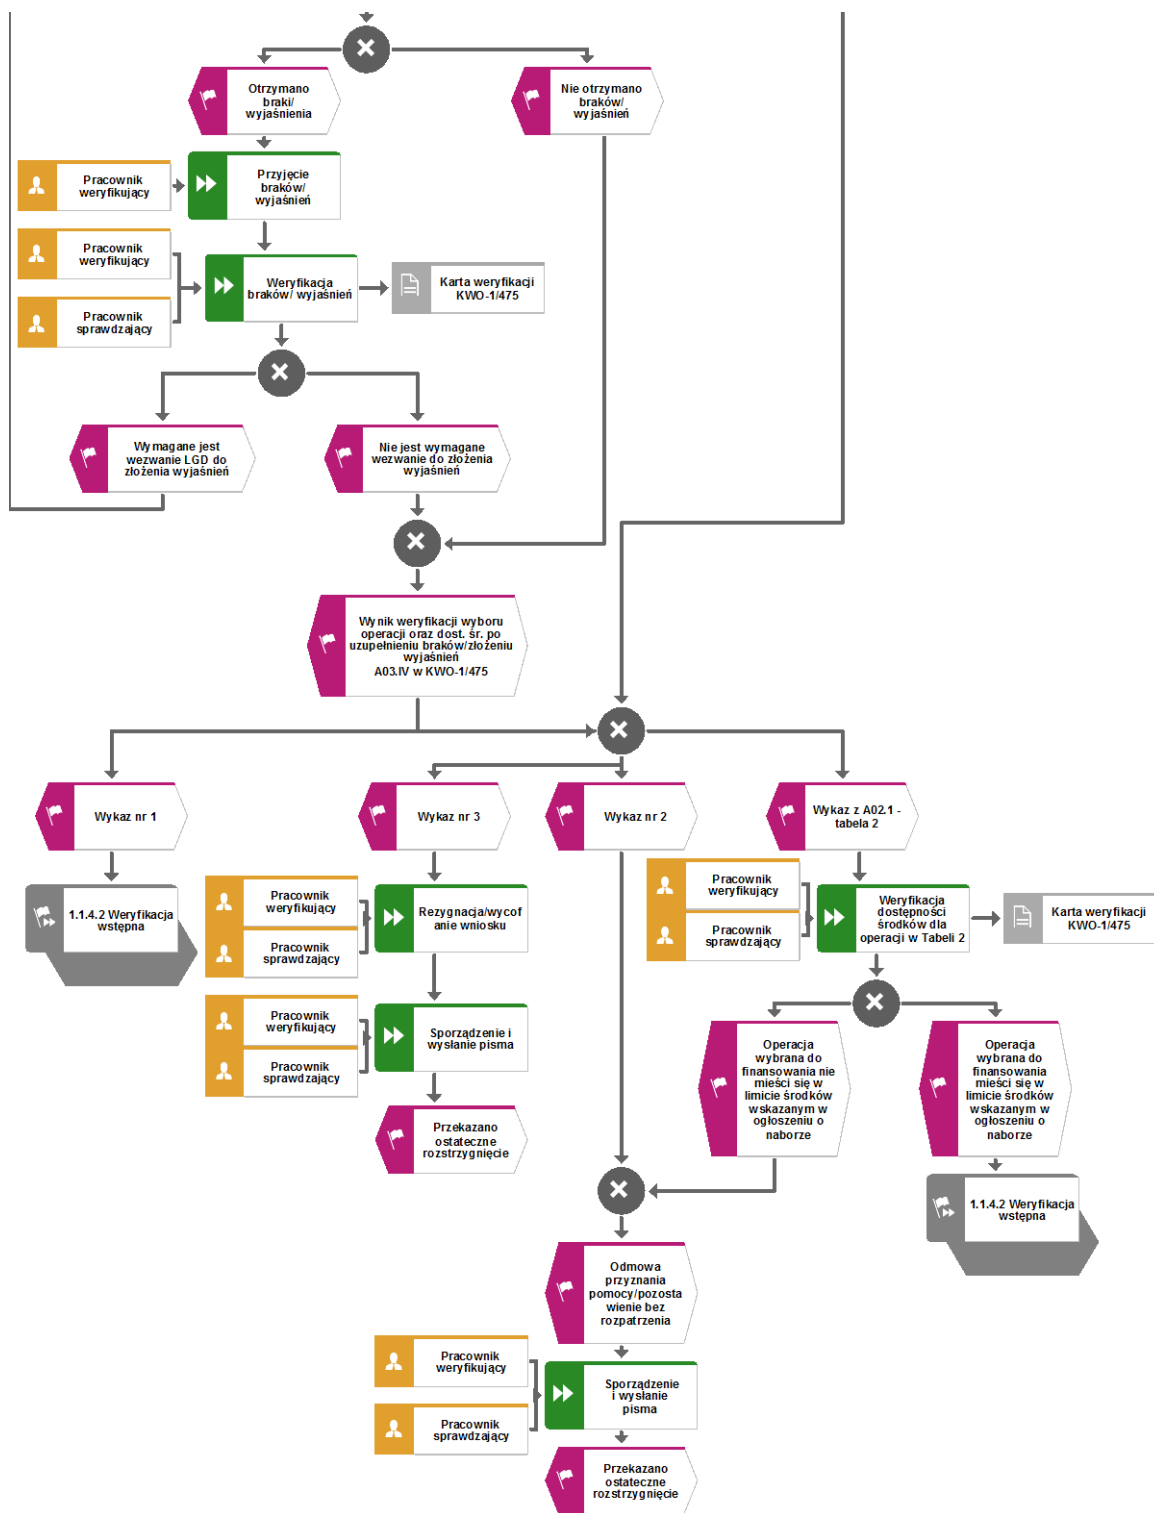 Otrzymano
braki/
wyjaśnienia
Nie otrzymano
braków/
wyjaśnień
Pracownik
weryfikujący
Przyjęcie
braków/
wyjaśnień
Pracownik
weryfikujący
Pracownik
sprawdzający
Weryfikacja
braków/ wyjaśnień
Karta weryfikacji
KWO-1/475
Wymagane jest
wezwanie LGD do
złożenia wyjaśnień
Nie jest wymagane
wezwanie do złożenia
wyjaśnień
Wynik weryfikacji wyboru
operacji oraz dost. śr. po
uzupełnieniu braków/złożeniu
wyjaśnień
A03.IV w KWO-1/475
Wykaz nr 1
Wykaz nr 3
Wykaz nr 2
Wykaz z A02.1 -
tabela 2
1.1.4.2 Weryfikacja
wstępna
Pracownik
weryfikujący
Pracownik
sprawdzający
Rezygnacja/wycof
anie wniosku
Pracownik
weryfikujący
Pracownik
sprawdzający
Weryfikacja
dostępności
środków dla
operacji w Tabeli 2
Karta weryfikacji
KWO-1/475
Pracownik
weryfikujący
Pracownik
sprawdzający
Sporządzenie i
wysłanie pisma
Przekazano
ostateczne
rozstrzygnięcie
Operacja
wybrana do
finansowania nie
mieści się w
limicie środków
wskazanym w
ogłoszeniu o
naborze
Operacja
wybrana do
finansowania
mieści się w
limicie środków
wskazanym w
ogłoszeniu o
naborze
1.1.4.2 Weryfikacja
wstępna
Odmowa
przyznania
pomocy/pozosta
wienie bez
rozpatrzenia
Pracownik
weryfikujący
Pracownik
sprawdzający
Sporządzenie
i wysłanie
pisma
Przekazano
ostateczne
rozstrzygnięcie